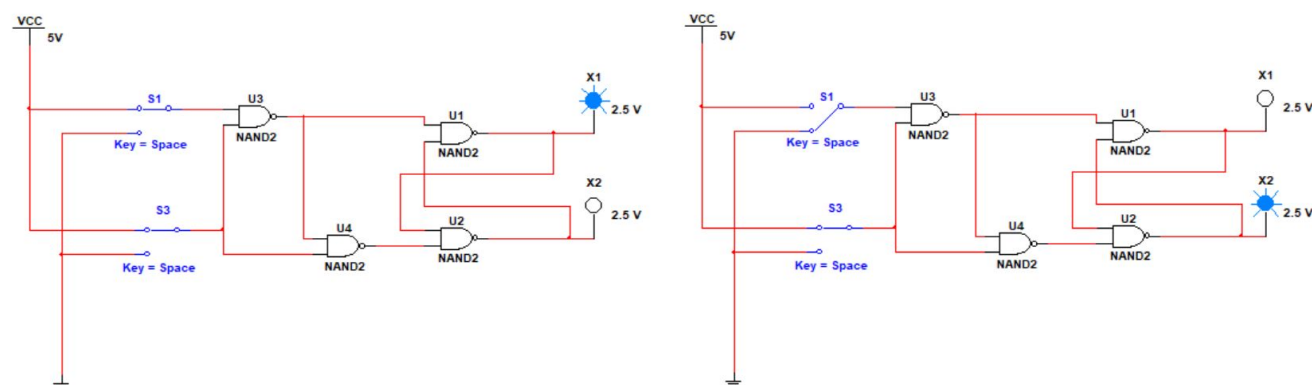 VCC
5V
S1
Key = Space
U3
NAND2
U1
NAND2
X1
2.5 V
S3
Key = Space
U4
NAND2
U2
NAND2
X2
2.5 V
VCC
5V
S1
Key = Space
U3
NAND2
U1
NAND2
X1
2.5 V
S3
Key = Space
U4
NAND2
U2
NAND2
X2
2.5 V